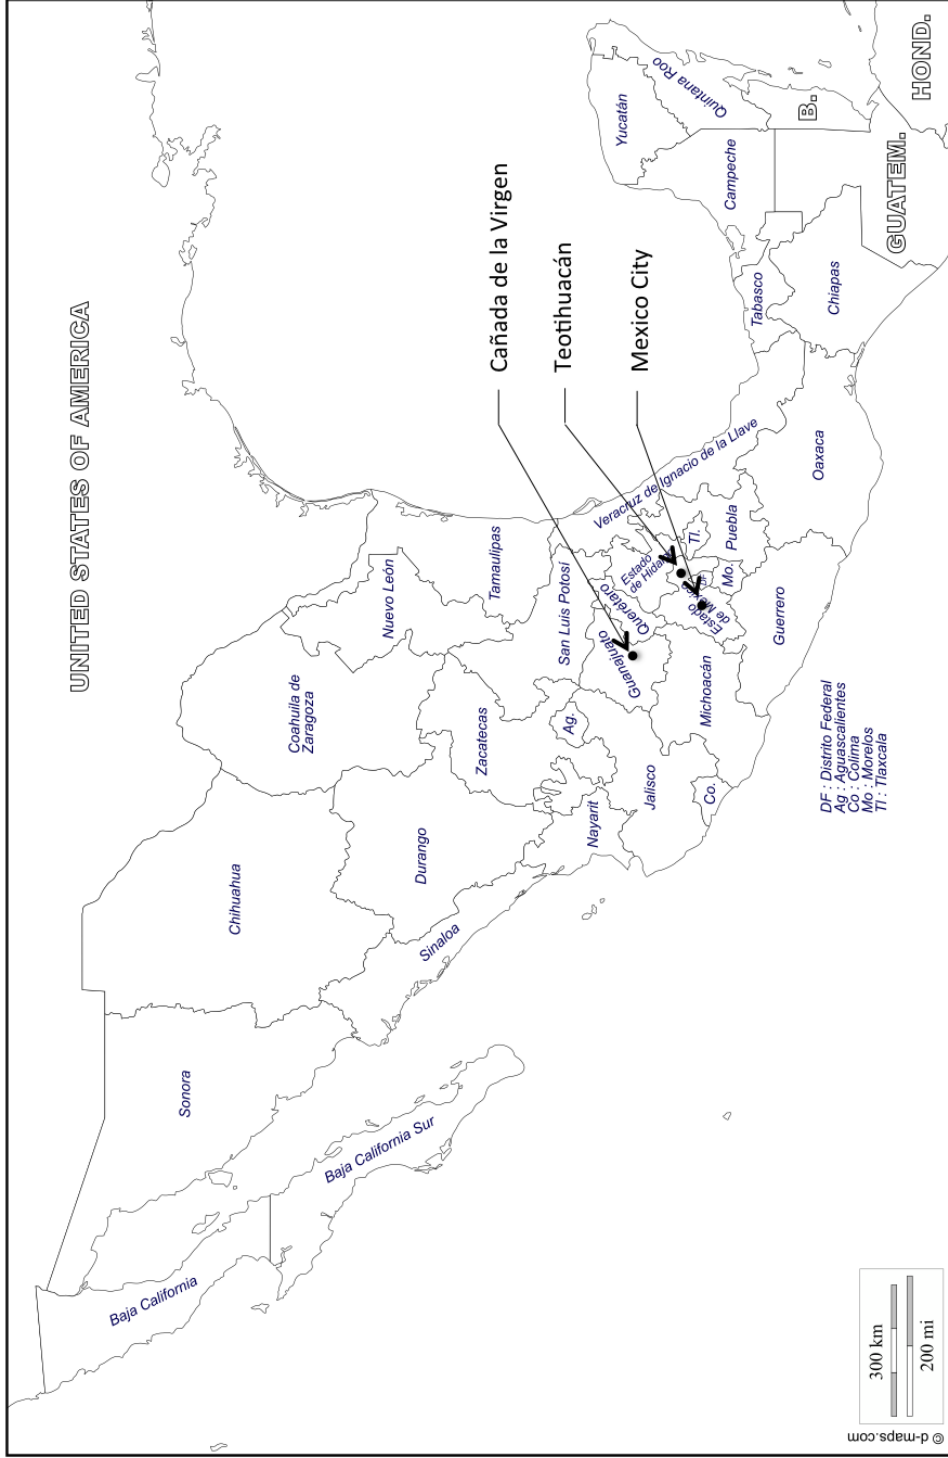 UNITED STATES OF AMERICA
Baja California
Baja California Sur
Sonora
Chihuahua
Coahuila de
Zaragoza
Nuevo León
Tamaulipas
Sinaloa
Durango
Zacatecas
San Luis Potosí
Nayarit
Ag.
Jalisco
Guanajuato
Querétaro
Estado
de Hidalgo
Veracruz de Ignacio de la Llave
Co.
Michoacán
Estado
de Mexico
DF
Mo.
Tl.
Puebla
Guerrero
Oaxaca
Tabasco
Chiapas
Campeche
Yucatán
Quintana Roo
Cañada de la Virgen
Teotihuacán
Mexico City
B.
GUATEM.
HOND.
DF : Distrito Federal
Ag : Aguascalientes
Co : Colima
Mo : Morelos
Tl : Tlaxcala
300 km
200 mi
© d-maps.com